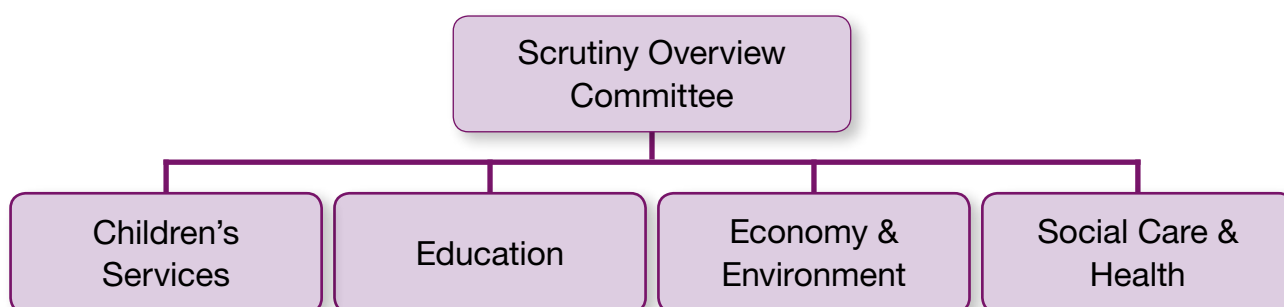 Scrutiny Overview
Committee
Children’s
Services
Education
Economy &
Environment
Social Care &
Health